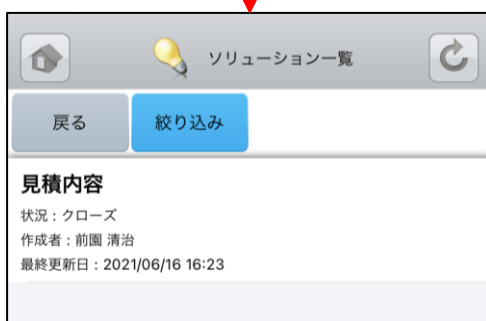 ソリューション一覧
戻る
絞り込み
見積内容
状況：クローズ
作成者：前園 清治
最終更新日：2021/06/16 16:23